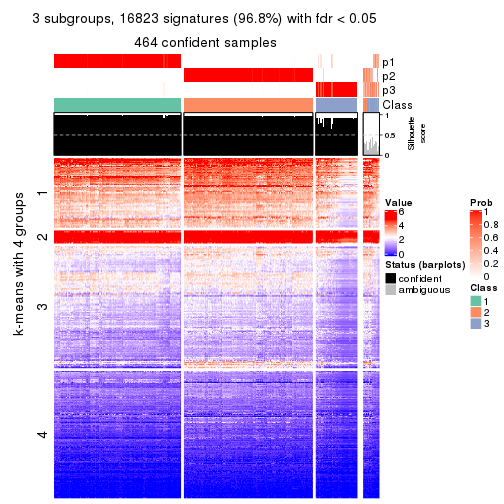 3 subgroups, 16823 signatures (96.8%) with fdr < 0.05
464 confident samples
p1
p2
p3
Class
1
0.5
0
Silhouette
score
k-means with 4 groups
1
2
3
4
Value
6
4
2
0
Status (barplots)
confident
ambiguous
Prob
1
0.8
0.6
0.4
0.2
0
Class
1
2
3